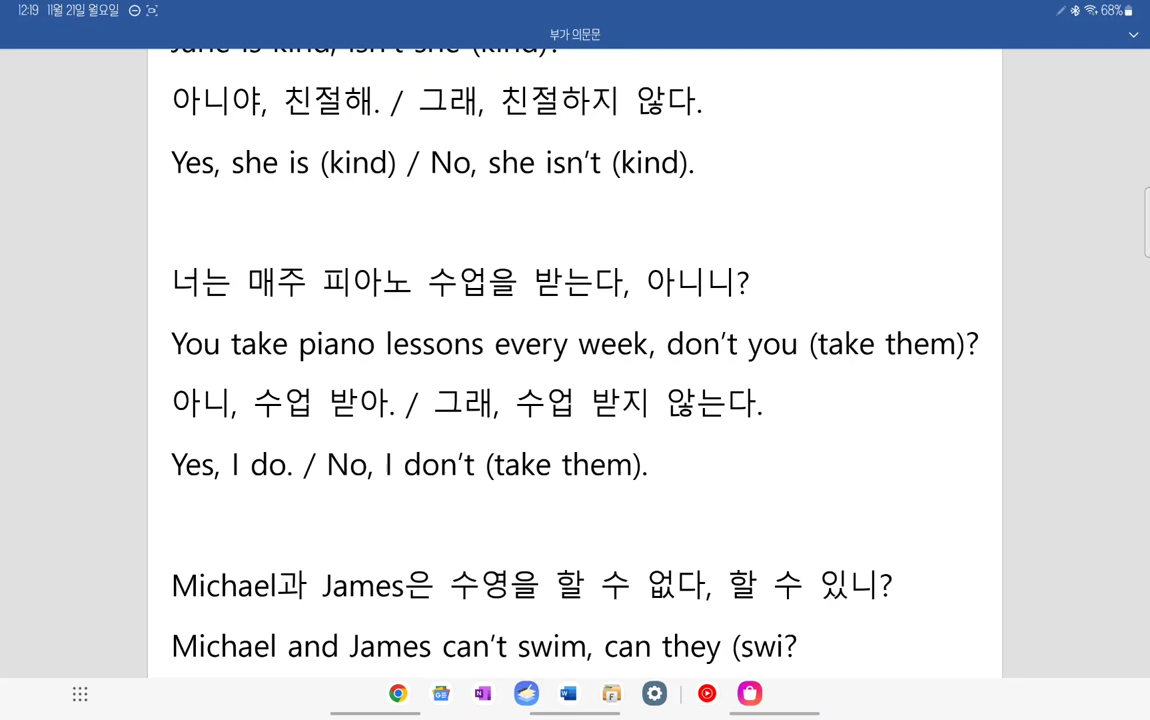 12:19 11월 21일 월요일
68%
부가 의문문
Jane is kind, isn't she (kind)?
아니야, 친절해. / 그래, 친절하지 않다.
Yes, she is (kind) / No, she isn't (kind).
너는 매주 피아노 수업을 받는다, 아니니?
You take piano lessons every week, don't you (take them)?
아니, 수업 받아. / 그래, 수업 받지 않는다.
Yes, I do. / No, I don't (take them).
Michael과 James은 수영을 할 수 없다, 할 수 있니?
Michael and James can't swim, can they (swi?